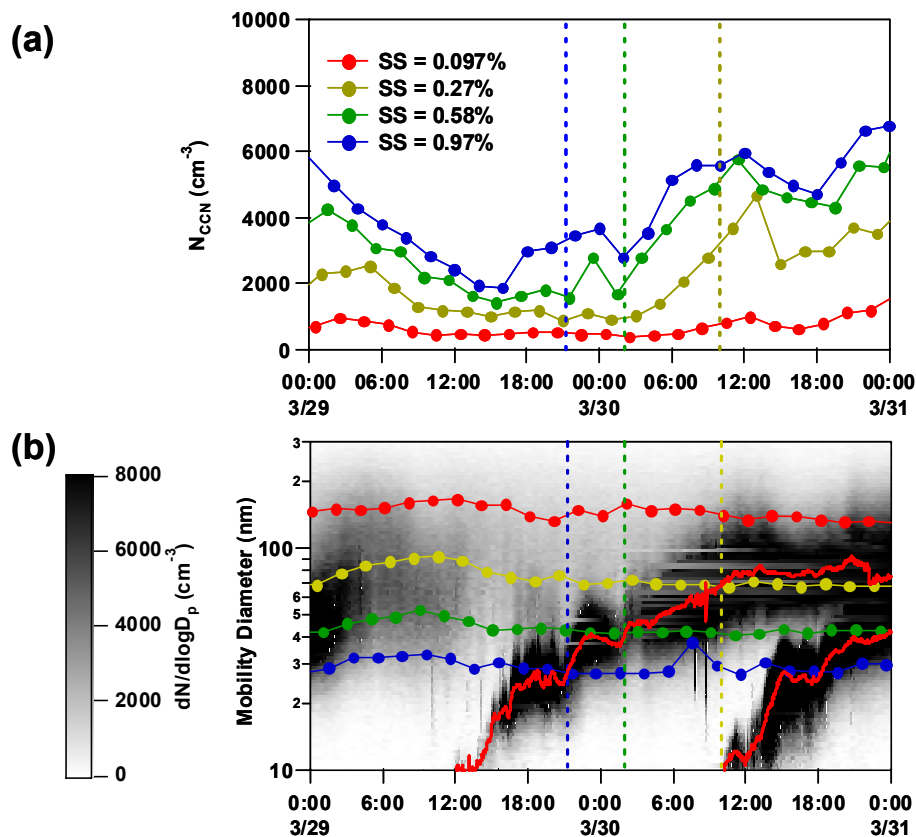 (a)
10000
8000
6000
4000
2000
0
N_CCN (cm⁻³)
SS = 0.097%
SS = 0.27%
SS = 0.58%
SS = 0.97%
00:00 06:00 12:00 18:00 00:00 06:00 12:00 18:00 00:00
3/29 3/30 3/31
(b)
8000
6000
4000
2000
0
dN/dlogD_p (cm⁻³)
Mobility Diameter (nm)
3
2
100
6
5
4
3
2
10
0:00 6:00 12:00 18:00 0:00 6:00 12:00 18:00 0:00
3/29 3/30 3/31